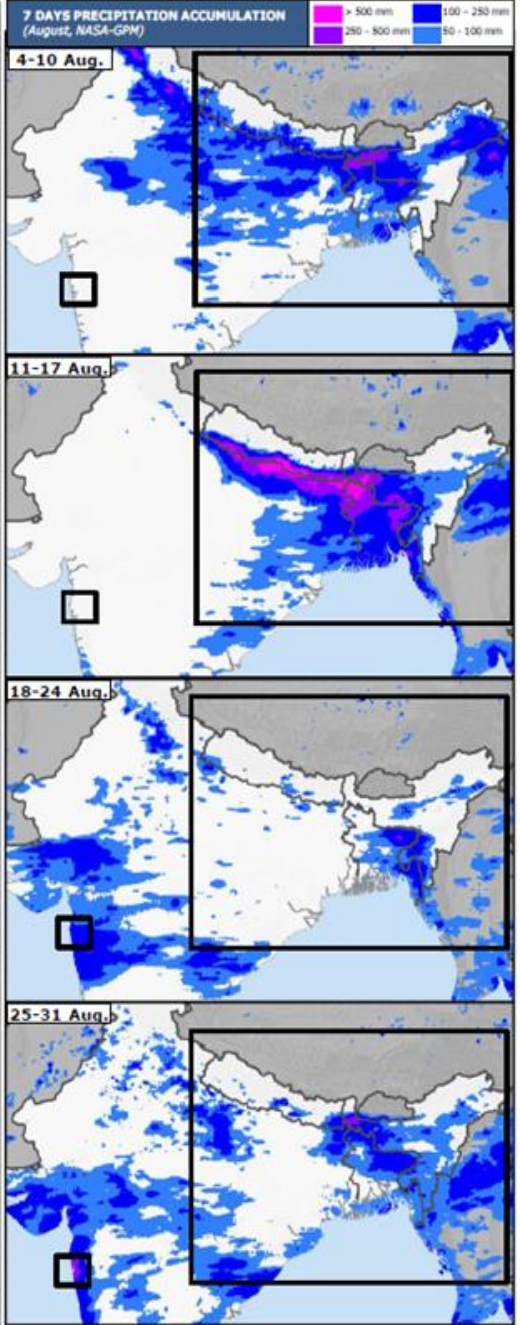 7 DAYS PRECIPITATION ACCUMULATION
(August, NASA-GPM)
> 500 mm
100 - 250 mm
250 - 500 mm
50 - 100 mm
4-10 Aug.
11-17 Aug.
18-24 Aug.
25-31 Aug.